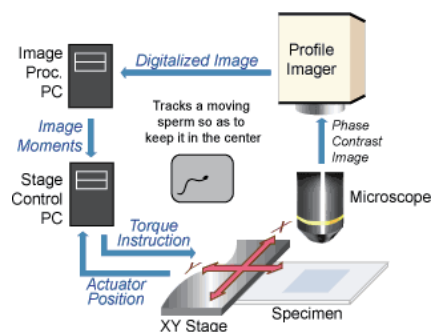 Image
Proc.
PC
Digitalized Image
Profile
Imager
Tracks a moving
sperm so as to
keep it in the center
Image
Moments
Phase
Contrast
Image
Stage
Control
PC
Microscope
Torque
Instruction
Y
X
Actuator
Position
XY Stage
Specimen